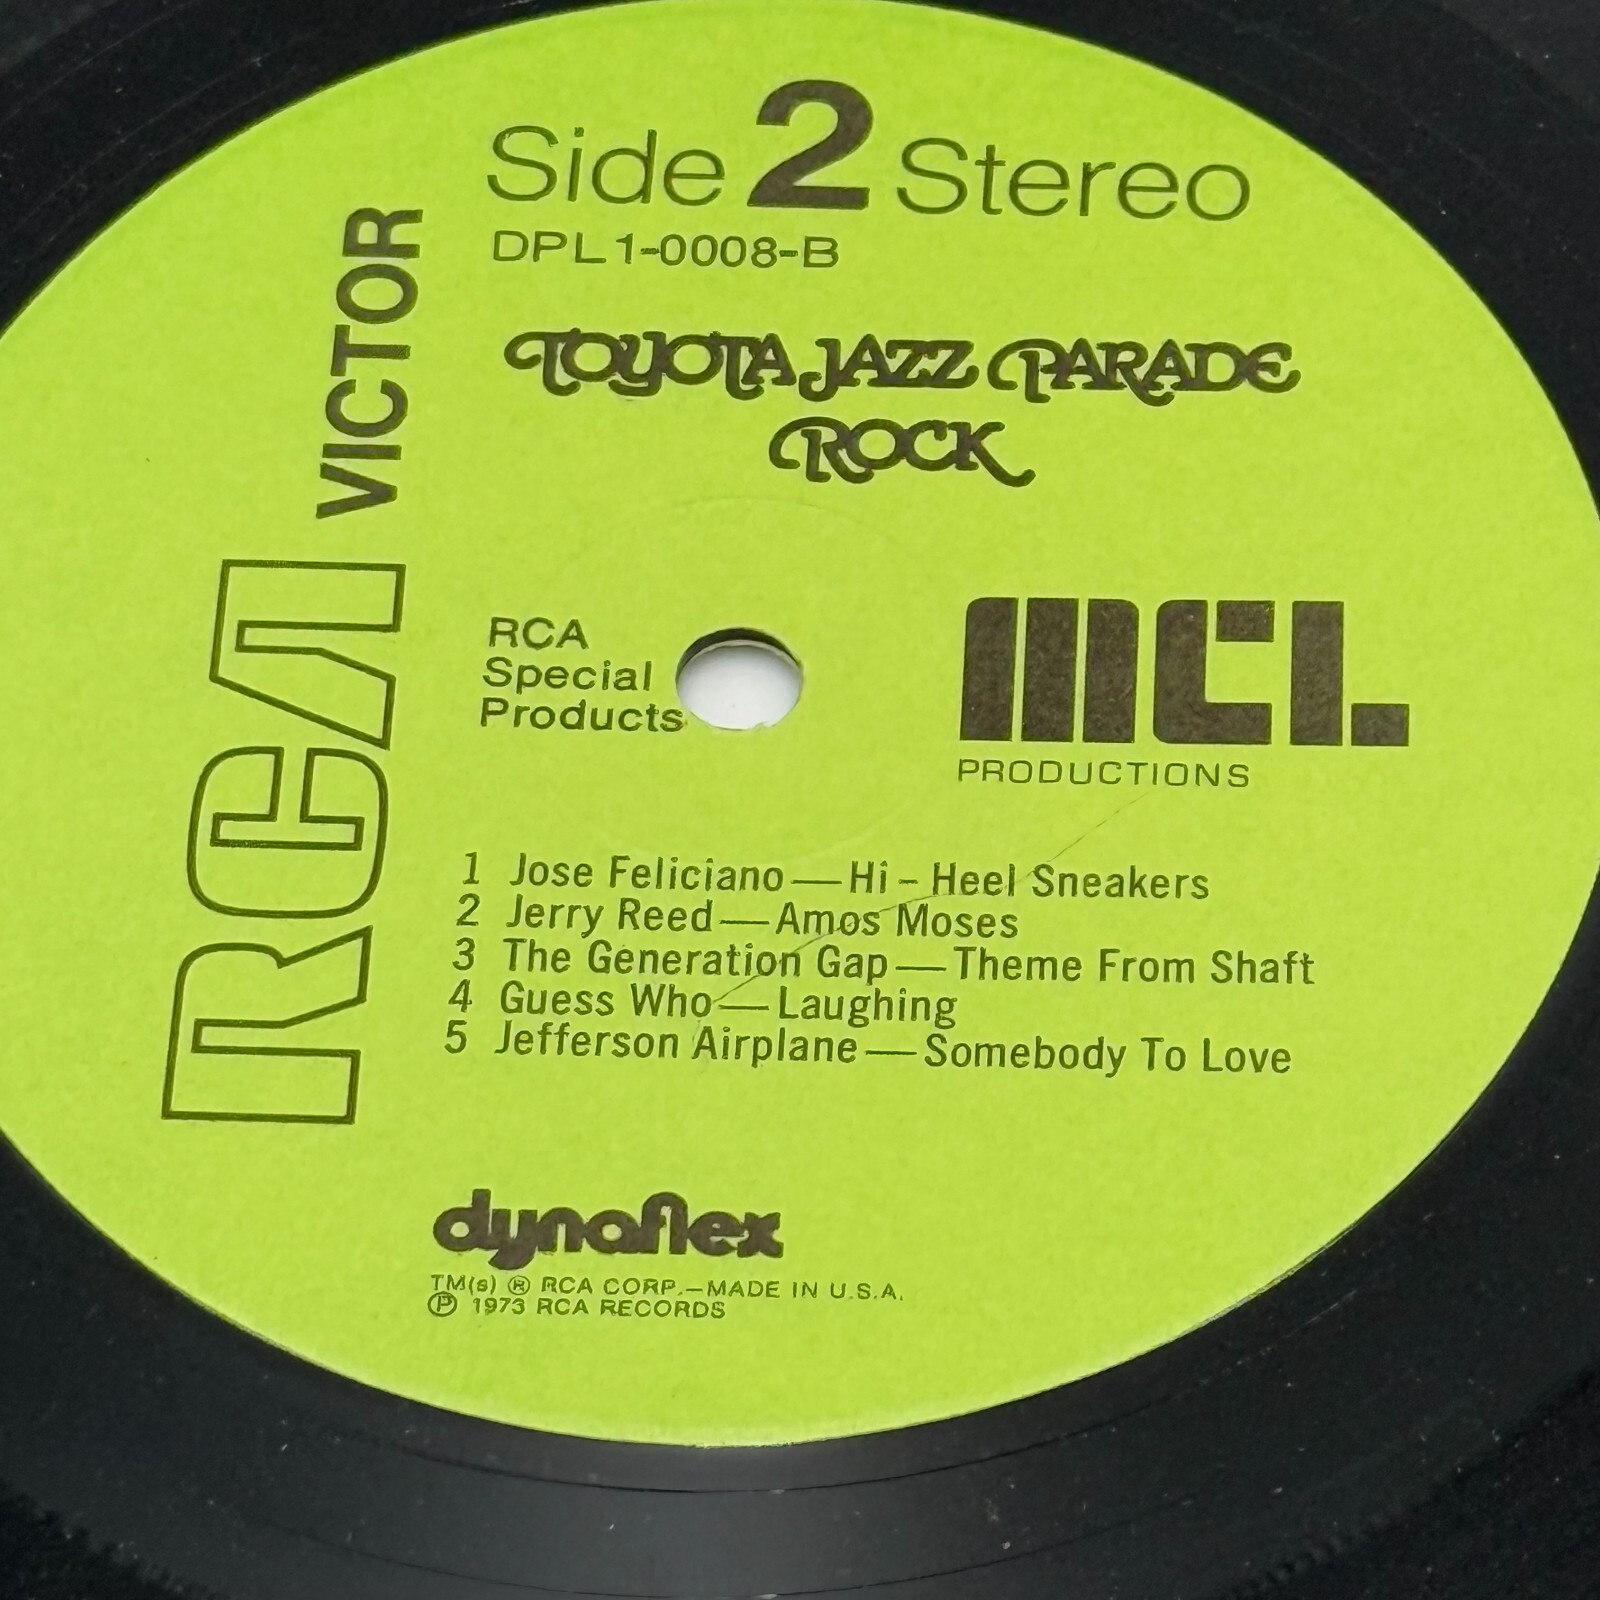 Side 2 Stereo
DPL1-0008-B
TOYOTA JAZZ PARADE
ROCK
RCA VICTOR
RCA
Special
Products
MCL
PRODUCTIONS
1 Jose Feliciano—Hi-Heel Sneakers
2 Jerry Reed—Amos Moses
3 The Generation Gap—Theme From Shaft
4 Guess Who—Laughing
5 Jefferson Airplane—Somebody To Love
dynaflex
TM(s) ® RCA CORP.—MADE IN U.S.A.
℗ 1973 RCA RECORDS